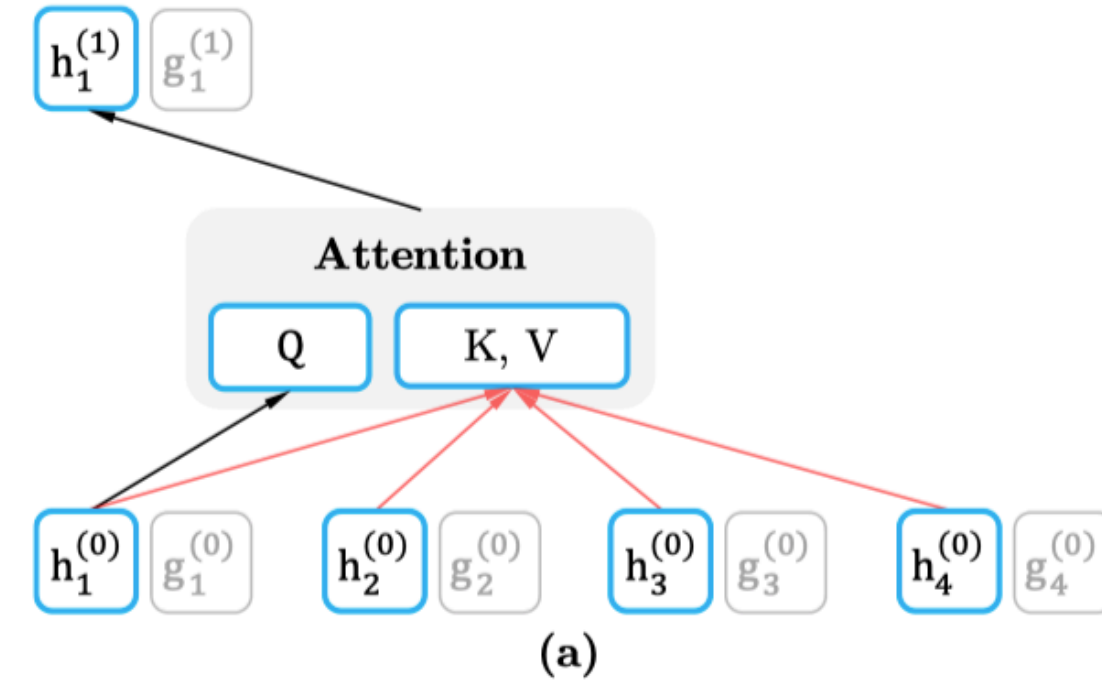 h₁⁽¹⁾ g₁⁽¹⁾
Attention
Q K, V
h₁⁽⁰⁾ g₁⁽⁰⁾ h₂⁽⁰⁾ g₂⁽⁰⁾ h₃⁽⁰⁾ g₃⁽⁰⁾ h₄⁽⁰⁾ g₄⁽⁰⁾
(a)